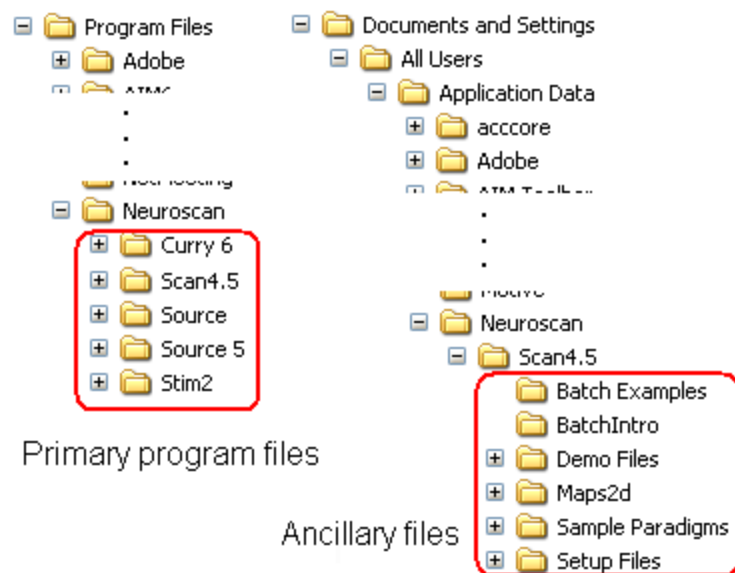 Program Files
Adobe
Neuroscan
Curry 6
Scan4.5
Source
Source 5
Stim2
Primary program files
Documents and Settings
All Users
Application Data
acccore
Adobe
Neuroscan
Scan4.5
Batch Examples
BatchIntro
Demo Files
Maps2d
Sample Paradigms
Setup Files
Ancillary files